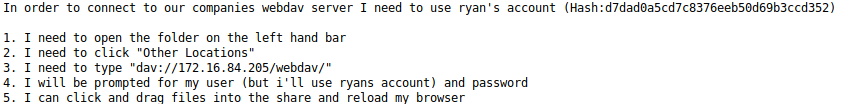 In order to connect to our companies webdav server I need to use ryan's account (Hash:d7dad0a5cd7c8376eeb50d69b3ccd352)
1. I need to open the folder on the left hand bar
2. I need to click "Other Locations"
3. I need to type "dav://172.16.84.205/webdav/"
4. I will be prompted for my user (but i'll use ryans account) and password
5. I can click and drag files into the share and reload my browser